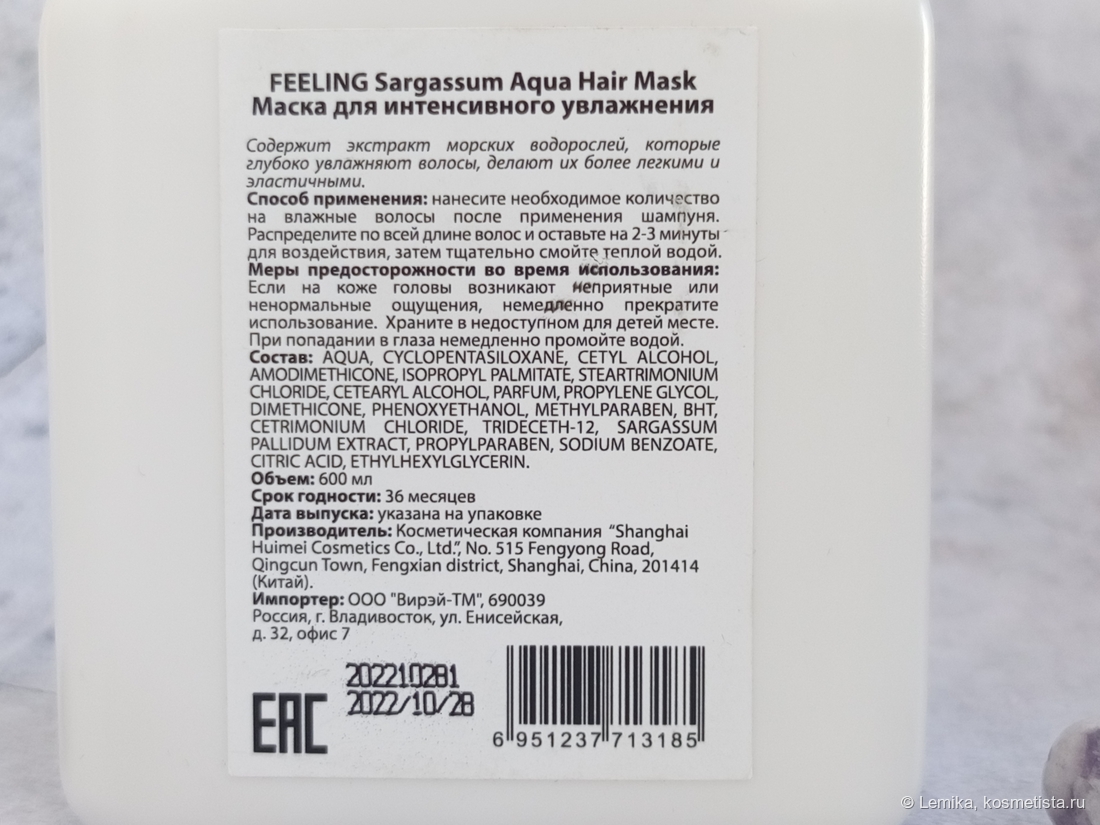 FEELING Sargassum Aqua Hair Mask
Маска для интенсивного увлажнения
Содержит экстракт морских водорослей, которые
глубоко увлажняют волосы, делают их более легкими и
эластичными.
Способ применения: нанесите необходимое количество
на влажные волосы после применения шампуня.
Распределите по всей длине волос и оставьте на 2-3 минуты
для воздействия, затем тщательно смойте теплой водой.
Меры предосторожности во время использования:
Если на коже головы возникают неприятные или
ненормальные ощущения, немедленно прекратите
использование. Храните в недоступном для детей месте.
При попадании в глаза немедленно промойте водой.
Состав: AQUA, CYCLOPENTASILOXANE, CETYL ALCOHOL,
AMODIMETHICONE, ISOPROPYL PALMITATE, STEARTRIMONIUM
CHLORIDE, CETEARYL ALCOHOL, PARFUM, PROPYLENE GLYCOL,
DIMETHICONE, PHENOXYETHANOL, METHYLPARABEN, BHT,
CETRIMONIUM CHLORIDE, TRIDECETH-12, SARGASSUM
PALLIDUM EXTRACT, PROPYLPARABEN, SODIUM BENZOATE,
CITRIC ACID, ETHYLHEXYLGLYCERIN.
Объем: 600 мл
Срок годности: 36 месяцев
Дата выпуска: указана на упаковке
Производитель: Косметическая компания “Shanghai
Huimei Cosmetics Co., Ltd.”, No. 515 Fengyong Road,
Qingcun Town, Fengxian district, Shanghai, China, 201414
(Китай).
Импортер: ООО "Вирэй-ТМ", 690039
Россия, г. Владивосток, ул. Енисейская,
д. 32, офис 7
202210281
2022/10/28
EAC
6 951237 713185
© Lemika, kosmetista.ru